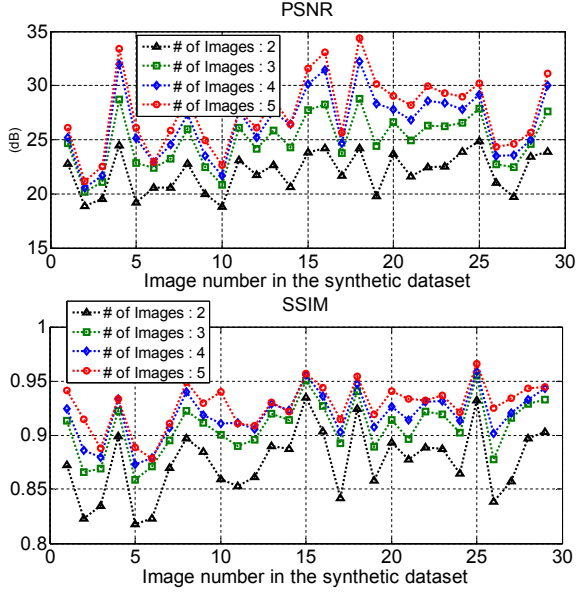 PSNR
35
30
25
20
15
(dB)
# of Images : 2
# of Images : 3
# of Images : 4
# of Images : 5
0 5 10 15 20 25 30
Image number in the synthetic dataset
SSIM
1
0.95
0.9
0.85
0.8
# of Images : 2
# of Images : 3
# of Images : 4
# of Images : 5
0 5 10 15 20 25 30
Image number in the synthetic dataset